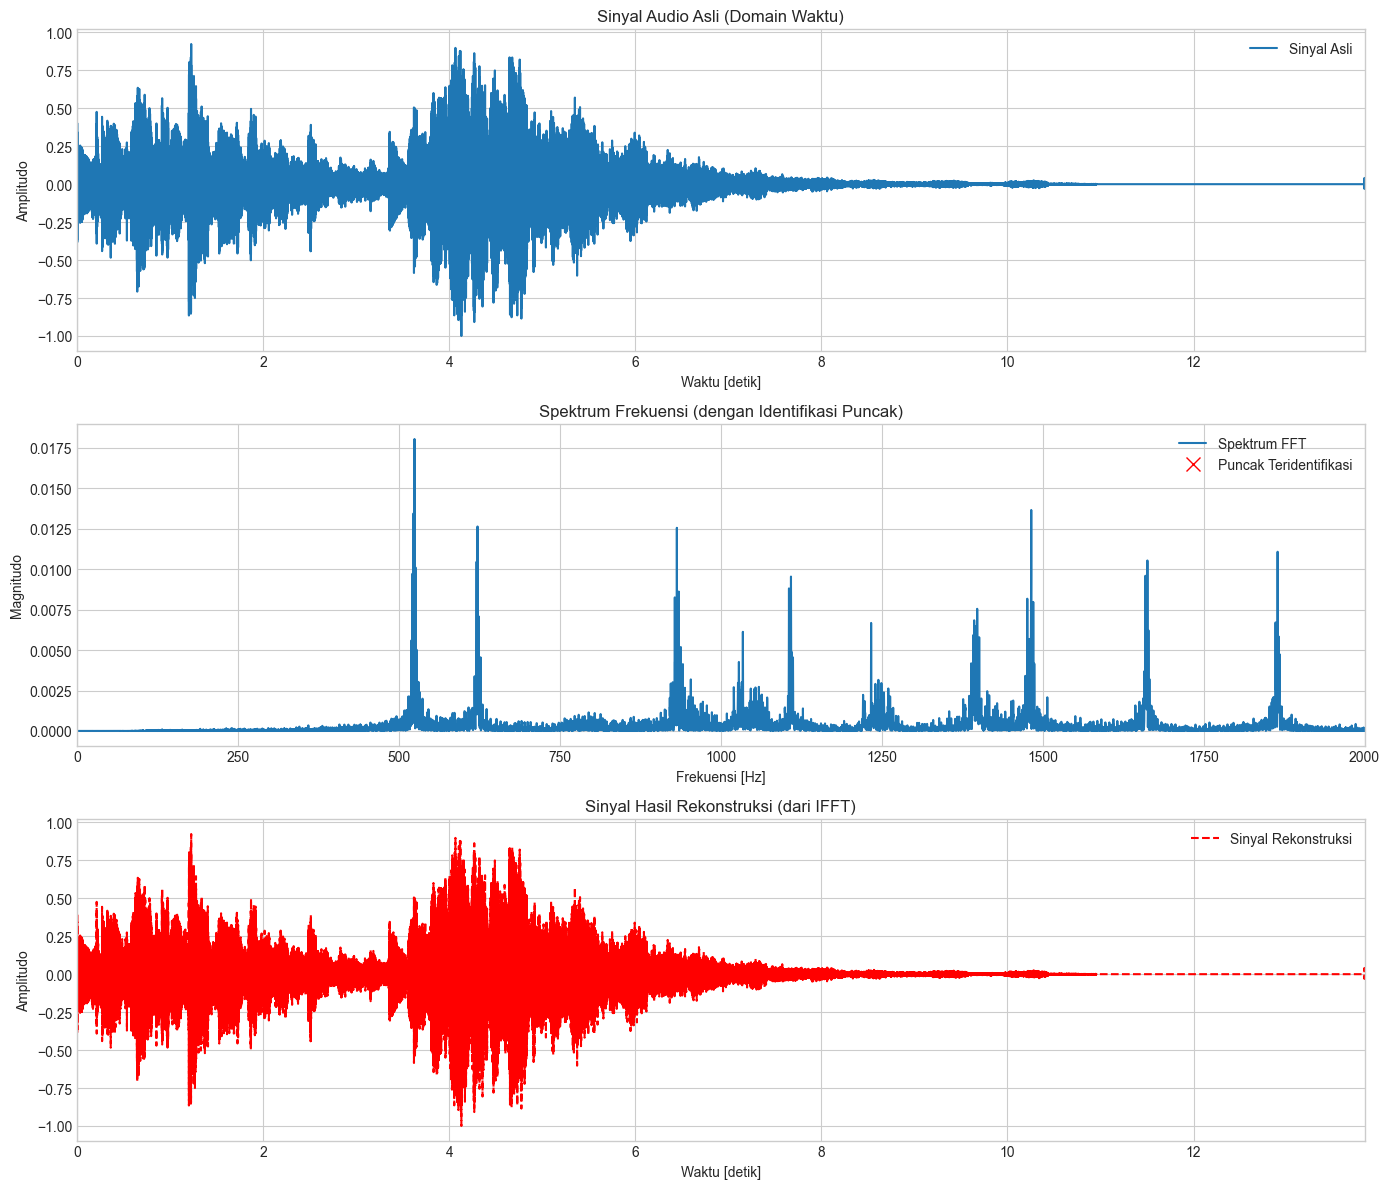 Sinyal Audio Asli (Domain Waktu)
1.00
0.75
0.50
0.25
0.00
−0.25
−0.50
−0.75
−1.00
Amplitudo
Sinyal Asli
0 2 4 6 8 10 12
Waktu [detik]
Spektrum Frekuensi (dengan Identifikasi Puncak)
0.0175
0.0150
0.0125
0.0100
0.0075
0.0050
0.0025
0.0000
Magnitudo
Spektrum FFT
Puncak Teridentifikasi
0 250 500 750 1000 1250 1500 1750 2000
Frekuensi [Hz]
Sinyal Hasil Rekonstruksi (dari IFFT)
1.00
0.75
0.50
0.25
0.00
−0.25
−0.50
−0.75
−1.00
Amplitudo
Sinyal Rekonstruksi
0 2 4 6 8 10 12
Waktu [detik]